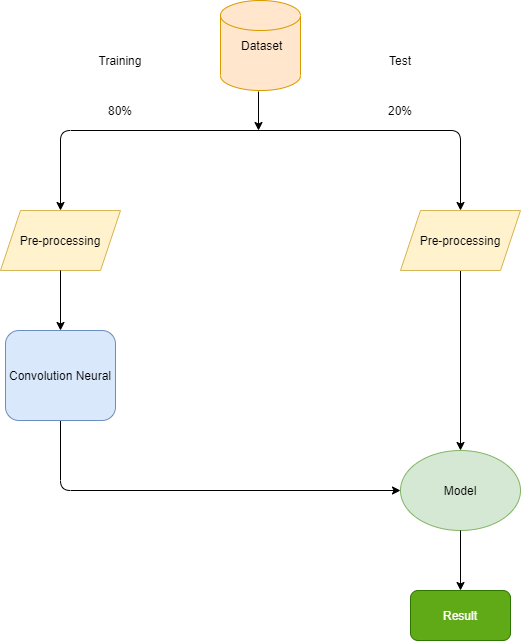 Dataset
Training
Test
80%
20%
Pre-processing
Pre-processing
Convolution Neural
Model
Result